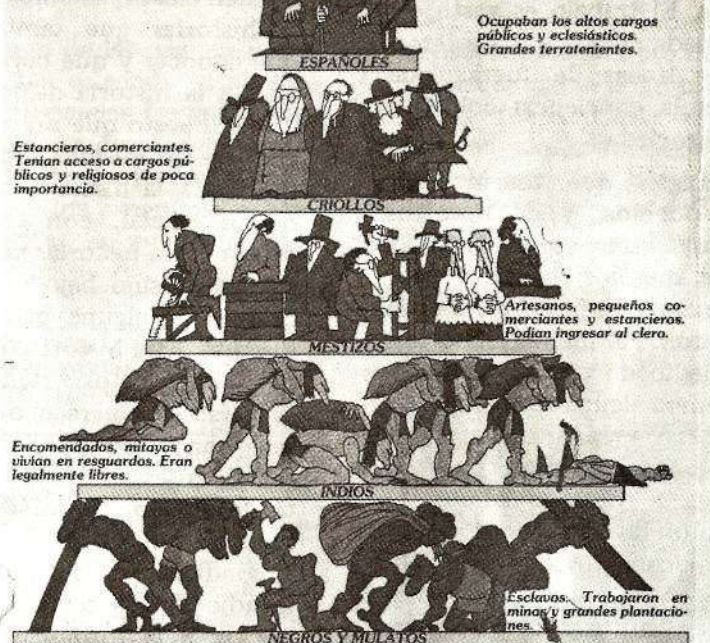 Ocupaban los altos cargos
públicos y eclesiásticos.
Grandes terratenientes.
ESPAÑOLES
Estancieros, comerciantes.
Tenían acceso a cargos pú-
blicos y religiosos de poca
importancia.
CRIOLLOS
Artesanos, pequeños co-
merciantes y estancieros.
Podían ingresar al clero.
MESTIZOS
Encomendados, mitayos o
vivían en resguardos. Eran
legalmente libres.
INDIOS
Esclavos. Trabajaron en
minas y grandes plantacio-
nes.
NEGROS Y MULATOS